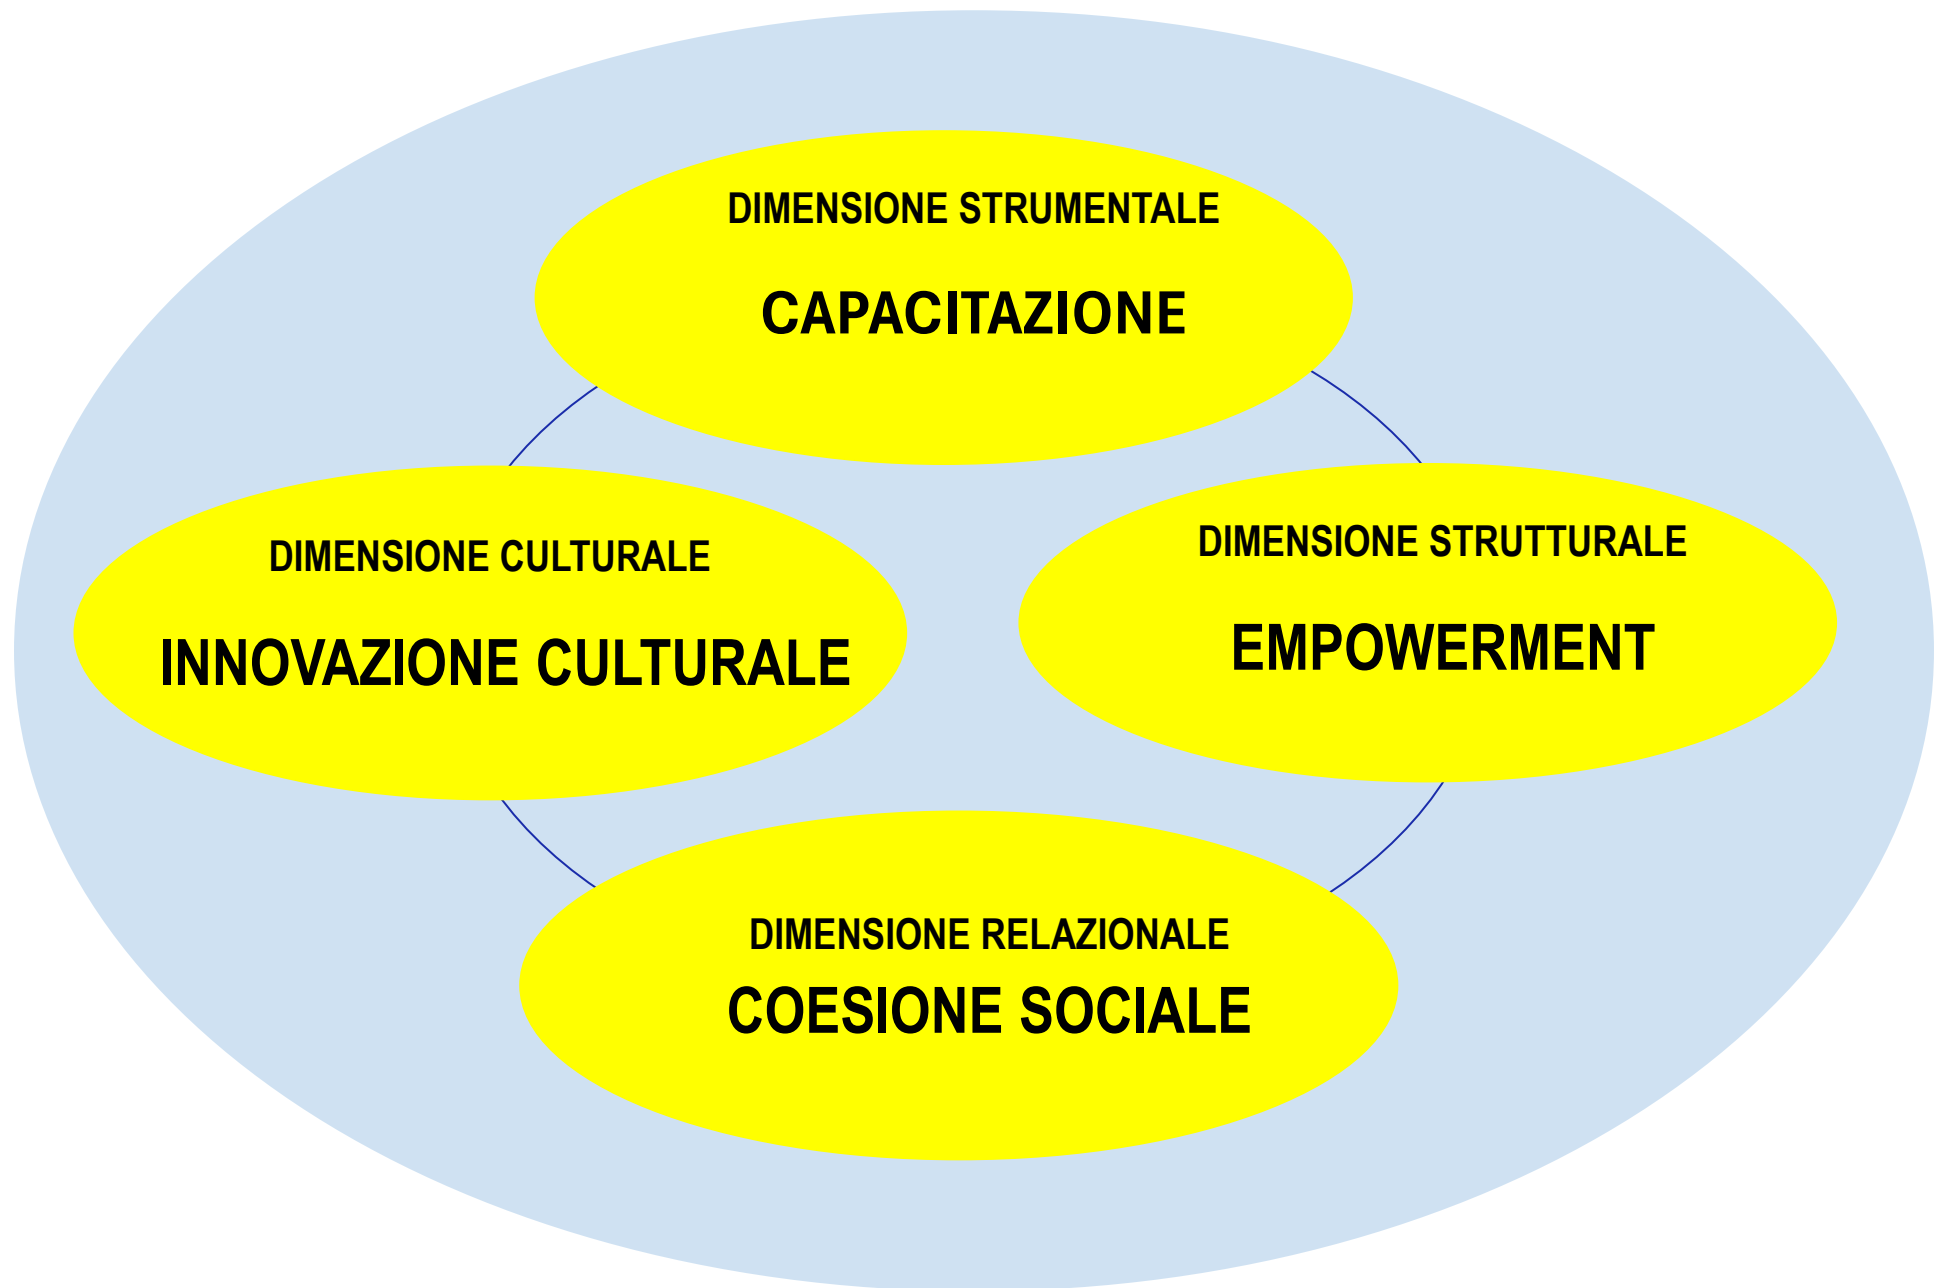 DIMENSIONE STRUMENTALE
CAPACITAZIONE
DIMENSIONE CULTURALE
INNOVAZIONE CULTURALE
DIMENSIONE STRUTTURALE
EMPOWERMENT
DIMENSIONE RELAZIONALE
COESIONE SOCIALE